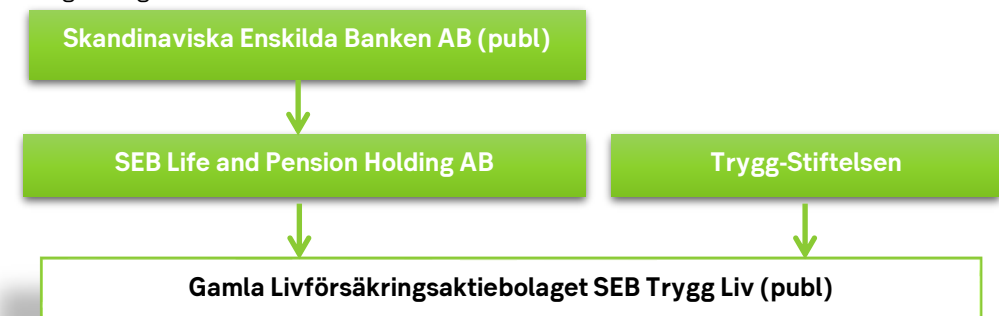 Skandinaviska Enskilda Banken AB (publ)
SEB Life and Pension Holding AB
Trygg-Stiftelsen
Gamla Livförsäkringsaktiebolaget SEB Trygg Liv (publ)